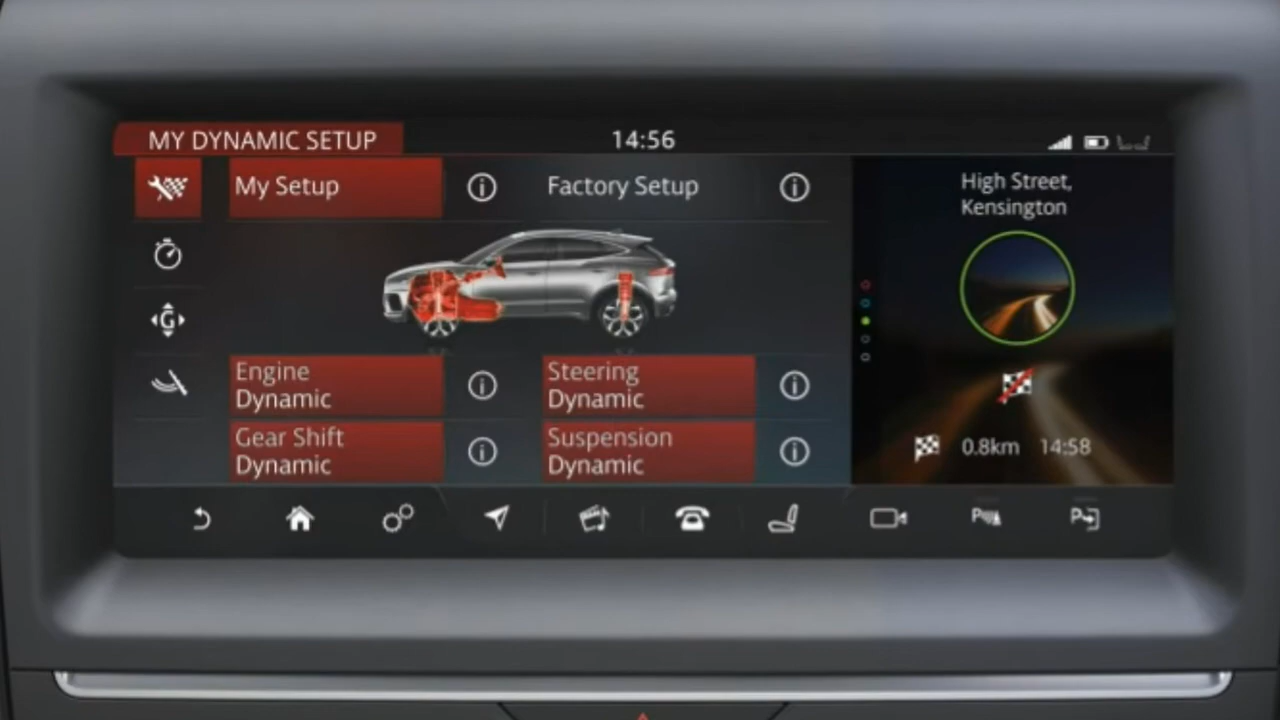 MY DYNAMIC SETUP
14:56
My Setup
Factory Setup
High Street,
Kensington
G
Engine
Dynamic
Steering
Dynamic
Gear Shift
Dynamic
Suspension
Dynamic
0.8km 14:58
P
P